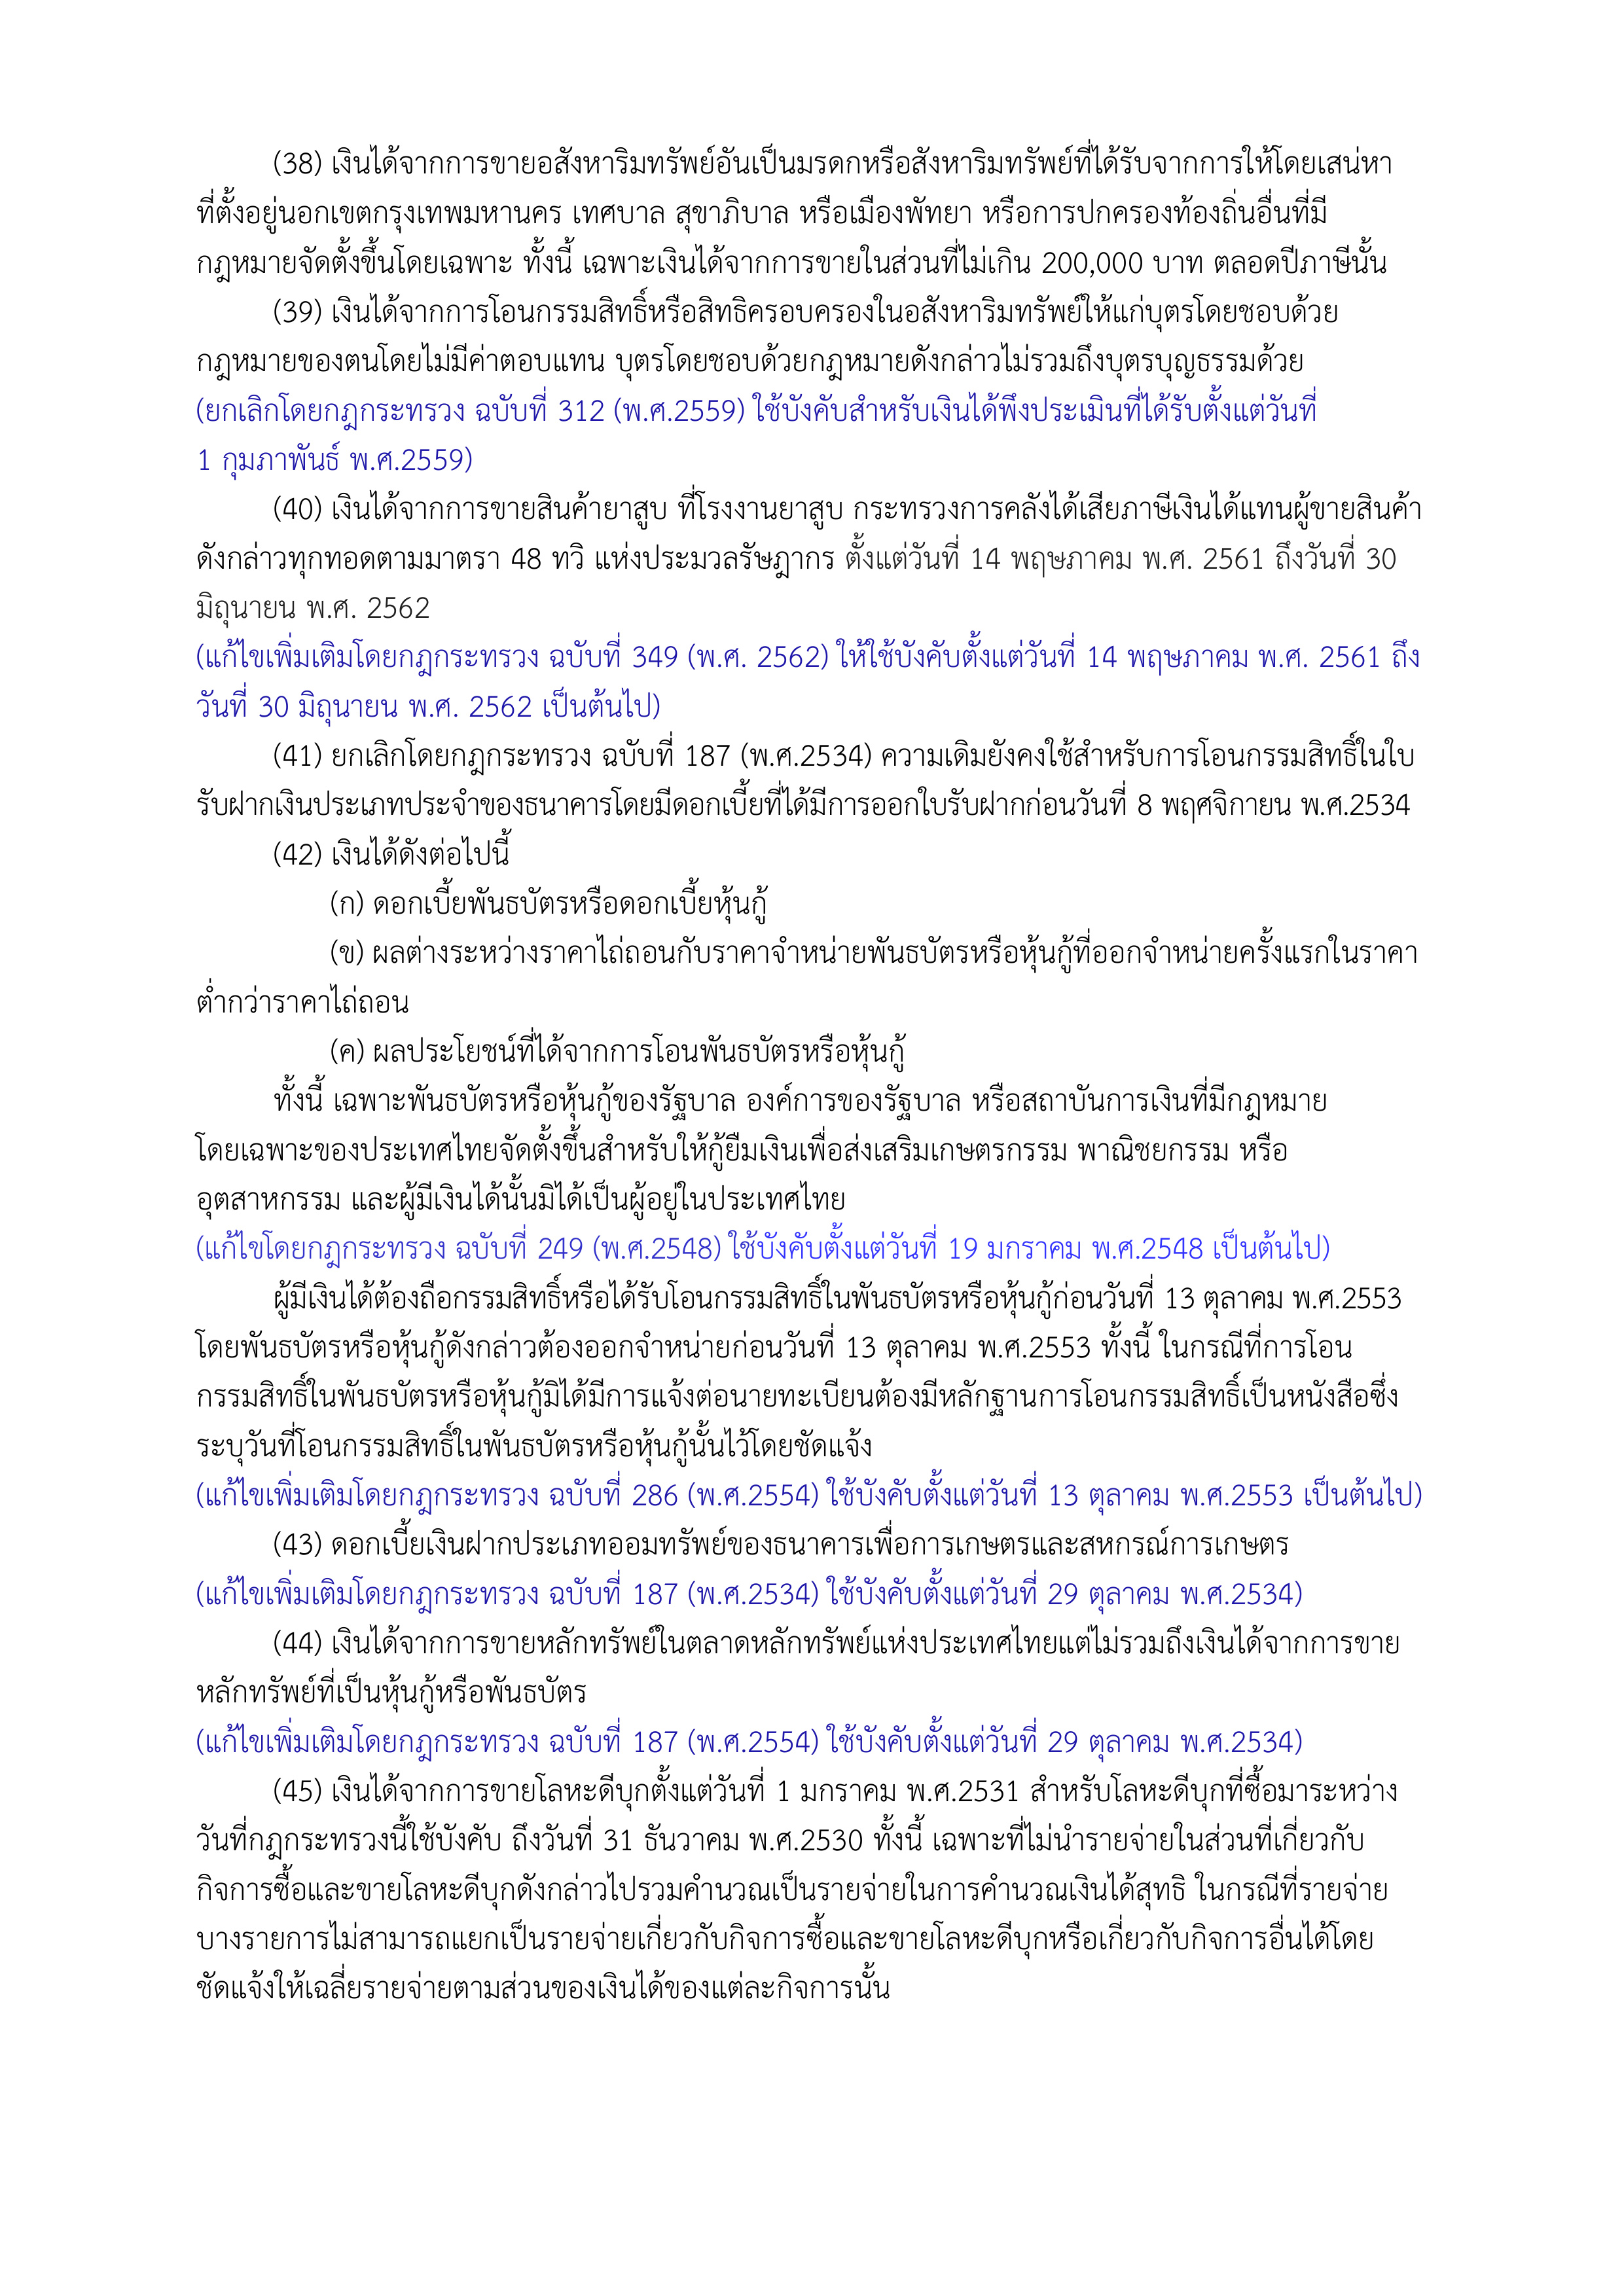 (38) เงินได้จากการขายอสังหาริมทรัพย์อันเป็นมรดกหรือสังหาริมทรัพย์ที่ได้รับจากการให้โดยเสน่หา
ที่ตั้งอยู่นอกเขตกรุงเทพมหานคร เทศบาล สุขาภิบาล หรือเมืองพัทยา หรือการปกครองท้องถิ่นอื่นที่มี
กฎหมายจัดตั้งขึ้นโดยเฉพาะ ทั้งนี้ เฉพาะเงินได้จากการขายในส่วนที่ไม่เกิน 200,000 บาท ตลอดปีภาษีนั้น
(39) เงินได้จากการโอนกรรมสิทธิ์หรือสิทธิครอบครองในอสังหาริมทรัพย์ให้แก่บุตรโดยชอบด้วย
กฎหมายของตนโดยไม่มีค่าตอบแทน บุตรโดยชอบด้วยกฎหมายดังกล่าวไม่รวมถึงบุตรบุญธรรมด้วย
(ยกเลิกโดยกฎกระทรวง ฉบับที่ 312 (พ.ศ.2559) ใช้บังคับสำหรับเงินได้พึงประเมินที่ได้รับตั้งแต่วันที่
1 กุมภาพันธ์ พ.ศ.2559)
(40) เงินได้จากการขายสินค้ายาสูบ ที่โรงงานยาสูบ กระทรวงการคลังได้เสียภาษีเงินได้แทนผู้ขายสินค้า
ดังกล่าวทุกทอดตามมาตรา 48 ทวิ แห่งประมวลรัษฎากร ตั้งแต่วันที่ 14 พฤษภาคม พ.ศ. 2561 ถึงวันที่ 30
มิถุนายน พ.ศ. 2562
(แก้ไขเพิ่มเติมโดยกฎกระทรวง ฉบับที่ 349 (พ.ศ. 2562) ให้ใช้บังคับตั้งแต่วันที่ 14 พฤษภาคม พ.ศ. 2561 ถึง
วันที่ 30 มิถุนายน พ.ศ. 2562 เป็นต้นไป)
(41) ยกเลิกโดยกฎกระทรวง ฉบับที่ 187 (พ.ศ.2534) ความเดิมยังคงใช้สำหรับการโอนกรรมสิทธิ์ในใบ
รับฝากเงินประเภทประจำของธนาคารโดยมีดอกเบี้ยที่ได้มีการออกใบรับฝากก่อนวันที่ 8 พฤศจิกายน พ.ศ.2534
(42) เงินได้ดังต่อไปนี้
(ก) ดอกเบี้ยพันธบัตรหรือดอกเบี้ยหุ้นกู้
(ข) ผลต่างระหว่างราคาไถ่ถอนกับราคาจำหน่ายพันธบัตรหรือหุ้นกู้ที่ออกจำหน่ายครั้งแรกในราคา
ต่ำกว่าราคาไถ่ถอน
(ค) ผลประโยชน์ที่ได้จากการโอนพันธบัตรหรือหุ้นกู้
ทั้งนี้ เฉพาะพันธบัตรหรือหุ้นกู้ของรัฐบาล องค์การของรัฐบาล หรือสถาบันการเงินที่มีกฎหมาย
โดยเฉพาะของประเทศไทยจัดตั้งขึ้นสำหรับให้กู้ยืมเงินเพื่อส่งเสริมเกษตรกรรม พาณิชยกรรม หรือ
อุตสาหกรรม และผู้มีเงินได้นั้นมิได้เป็นผู้อยู่ในประเทศไทย
(แก้ไขโดยกฎกระทรวง ฉบับที่ 249 (พ.ศ.2548) ใช้บังคับตั้งแต่วันที่ 19 มกราคม พ.ศ.2548 เป็นต้นไป)
ผู้มีเงินได้ต้องถือกรรมสิทธิ์หรือได้รับโอนกรรมสิทธิ์ในพันธบัตรหรือหุ้นกู้ก่อนวันที่ 13 ตุลาคม พ.ศ.2553
โดยพันธบัตรหรือหุ้นกู้ดังกล่าวต้องออกจำหน่ายก่อนวันที่ 13 ตุลาคม พ.ศ.2553 ทั้งนี้ ในกรณีที่การโอน
กรรมสิทธิ์ในพันธบัตรหรือหุ้นกู้มิได้มีการแจ้งต่อนายทะเบียนต้องมีหลักฐานการโอนกรรมสิทธิ์เป็นหนังสือซึ่ง
ระบุวันที่โอนกรรมสิทธิ์ในพันธบัตรหรือหุ้นกู้นั้นไว้โดยชัดแจ้ง
(แก้ไขเพิ่มเติมโดยกฎกระทรวง ฉบับที่ 286 (พ.ศ.2554) ใช้บังคับตั้งแต่วันที่ 13 ตุลาคม พ.ศ.2553 เป็นต้นไป)
(43) ดอกเบี้ยเงินฝากประเภทออมทรัพย์ของธนาคารเพื่อการเกษตรและสหกรณ์การเกษตร
(แก้ไขเพิ่มเติมโดยกฎกระทรวง ฉบับที่ 187 (พ.ศ.2534) ใช้บังคับตั้งแต่วันที่ 29 ตุลาคม พ.ศ.2534)
(44) เงินได้จากการขายหลักทรัพย์ในตลาดหลักทรัพย์แห่งประเทศไทยแต่ไม่รวมถึงเงินได้จากการขาย
หลักทรัพย์ที่เป็นหุ้นกู้หรือพันธบัตร
(แก้ไขเพิ่มเติมโดยกฎกระทรวง ฉบับที่ 187 (พ.ศ.2554) ใช้บังคับตั้งแต่วันที่ 29 ตุลาคม พ.ศ.2534)
(45) เงินได้จากการขายโลหะดีบุกตั้งแต่วันที่ 1 มกราคม พ.ศ.2531 สำหรับโลหะดีบุกที่ซื้อมาระหว่าง
วันที่กฎกระทรวงนี้ใช้บังคับ ถึงวันที่ 31 ธันวาคม พ.ศ.2530 ทั้งนี้ เฉพาะที่ไม่นำรายจ่ายในส่วนที่เกี่ยวกับ
กิจการซื้อและขายโลหะดีบุกดังกล่าวไปรวมคำนวณเป็นรายจ่ายในการคำนวณเงินได้สุทธิ ในกรณีที่รายจ่าย
บางรายการไม่สามารถแยกเป็นรายจ่ายเกี่ยวกับกิจการซื้อและขายโลหะดีบุกหรือเกี่ยวกับกิจการอื่นได้โดย
ชัดแจ้งให้เฉลี่ยรายจ่ายตามส่วนของเงินได้ของแต่ละกิจการนั้น